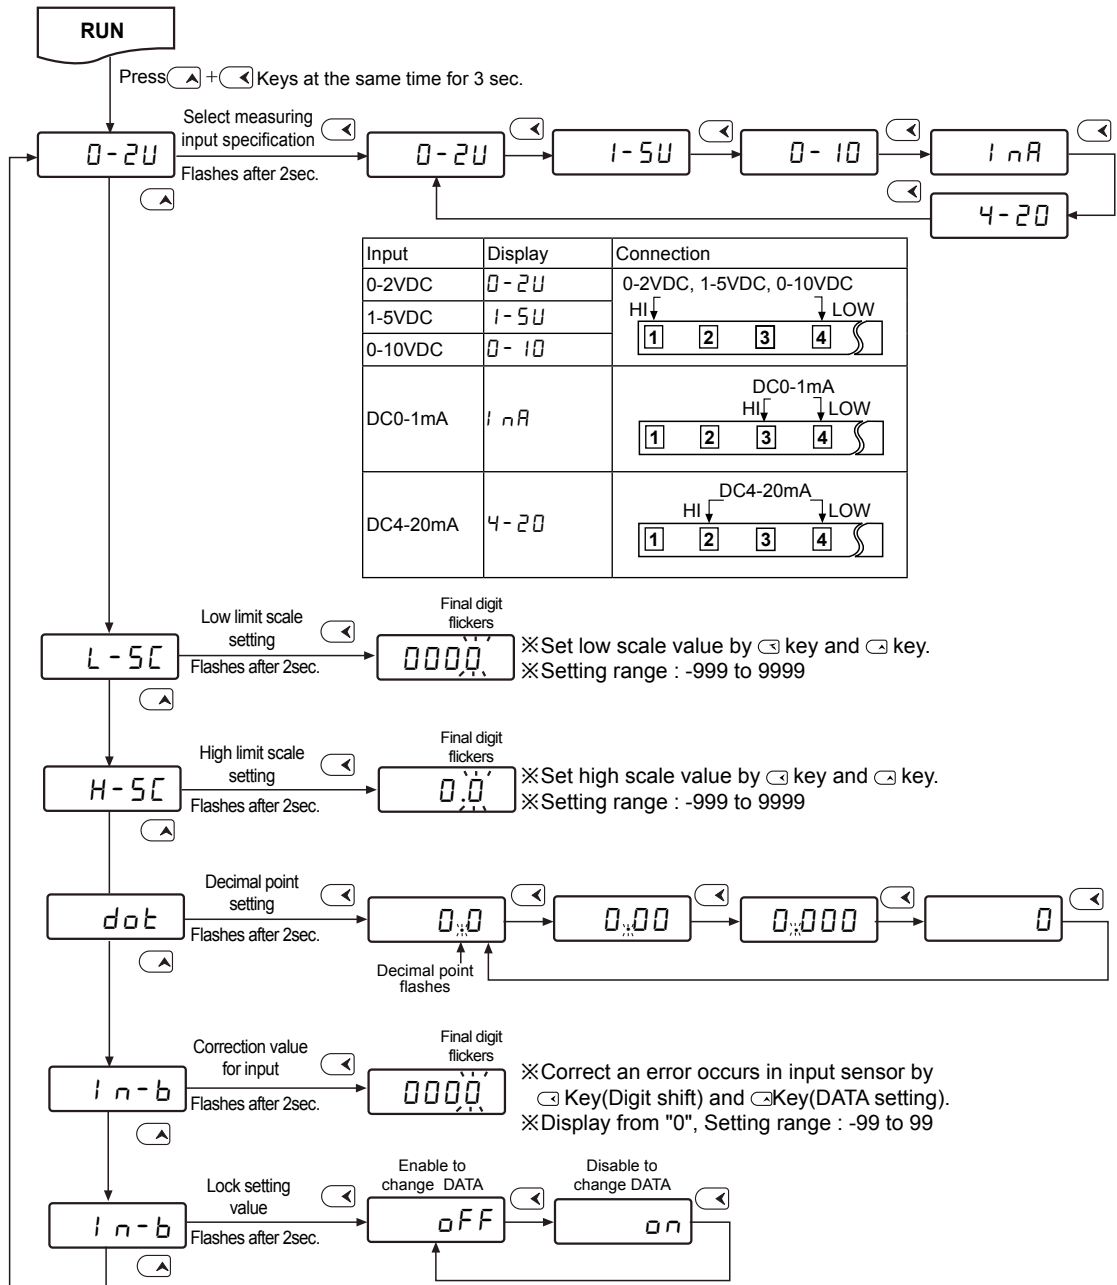 RUN
Press + Keys at the same time for 3 sec.
Select measuring
input specification
Flashes after 2sec.
0-2U
0-2U
1-5U
0-10
1 nA
4-20
Input Display Connection
0-2VDC 0-2U
1-5VDC 1-5U
0-10VDC 0-10
0-2VDC, 1-5VDC, 0-10VDC
HI LOW
1 2 3 4
DC0-1mA 1 nA
DC0-1mA
HI LOW
1 2 3 4
DC4-20mA 4-20
DC4-20mA
HI LOW
1 2 3 4
L-SC
Low limit scale
setting
Flashes after 2sec.
Final digit
flickers
0000
※Set low scale value by key and key.
※Setting range : -999 to 9999
H-SC
High limit scale
setting
Flashes after 2sec.
Final digit
flickers
0.0
※Set high scale value by key and key.
※Setting range : -999 to 9999
dot
Decimal point
setting
Flashes after 2sec.
0.0
0.00
0.000
0
Decimal point
flashes
In-b
Correction value
for input
Flashes after 2sec.
Final digit
flickers
0000
※Correct an error occurs in input sensor by
Key(Digit shift) and Key(DATA setting).
※Display from "0", Setting range : -99 to 99
In-b
Lock setting
value
Flashes after 2sec.
Enable to
change DATA
oFF
Disable to
change DATA
on